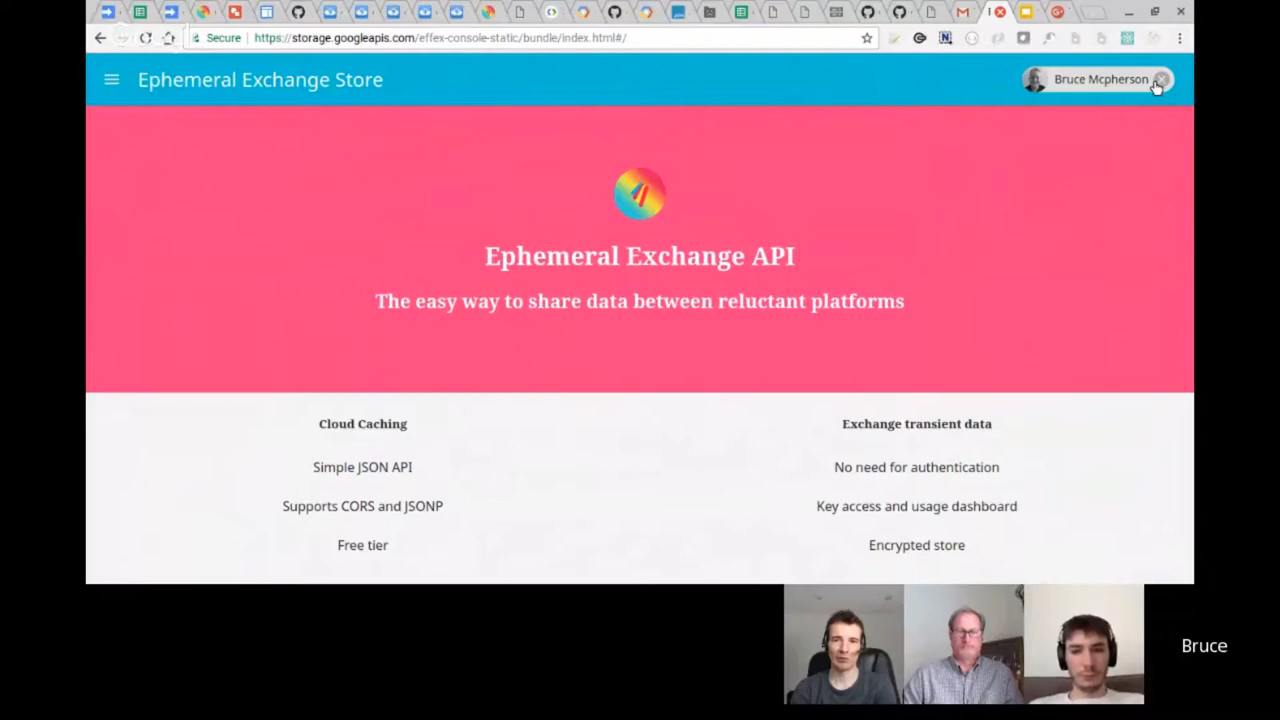 Secure
https://storage.googleapis.com/effex-console-static/bundle/index.html#/
Ephemeral Exchange Store
Bruce Mcpherson
Ephemeral Exchange API
The easy way to share data between reluctant platforms
Cloud Caching
Exchange transient data
Simple JSON API
No need for authentication
Supports CORS and JSONP
Key access and usage dashboard
Free tier
Encrypted store
Bruce